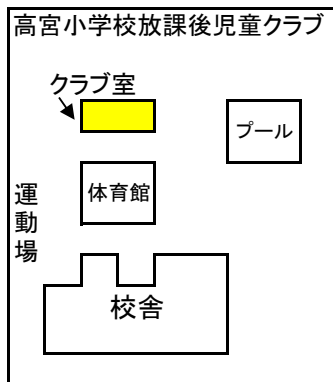 高宮小学校放課後児童クラブ
クラブ室
プール
体育館
運動場
校舎